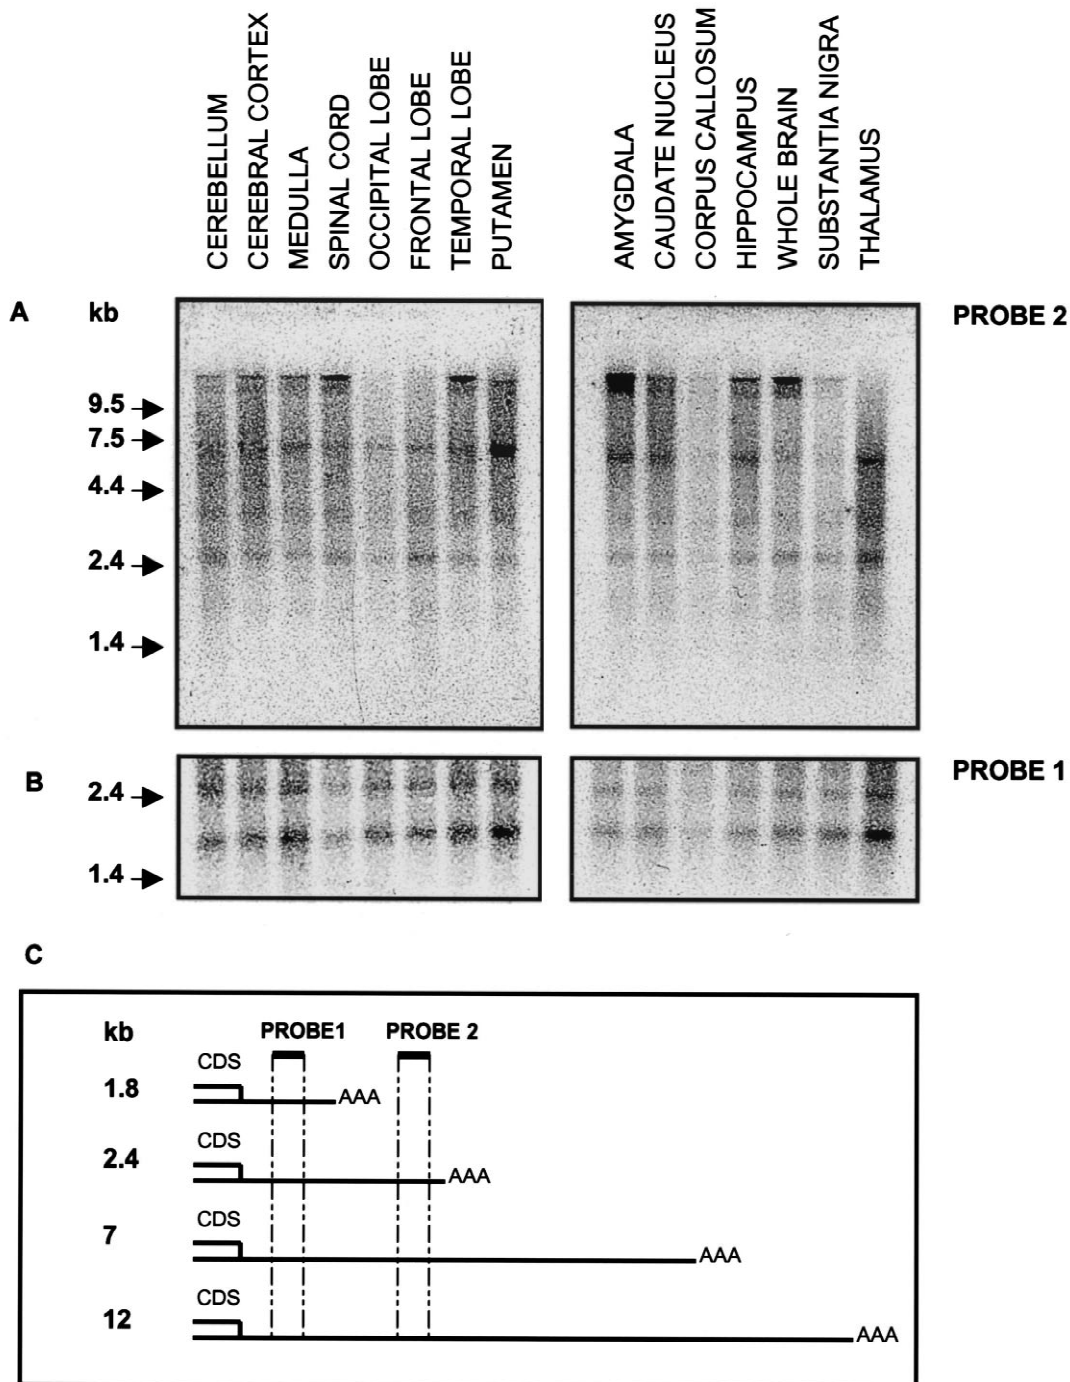 CEREBELLUM
CEREBRAL CORTEX
MEDULLA
SPINAL CORD
OCCIPITAL LOBE
FRONTAL LOBE
TEMPORAL LOBE
PUTAMEN
AMYGDALA
CAUDATE NUCLEUS
CORPUS CALLOSUM
HIPPOCAMPUS
WHOLE BRAIN
SUBSTANTIA NIGRA
THALAMUS
A kb PROBE 2
9.5
7.5
4.4
2.4
1.4
B PROBE 1
2.4
1.4
C
kb PROBE1 PROBE 2
CDS
1.8 AAA
CDS
2.4 AAA
CDS
7 AAA
CDS
12 AAA